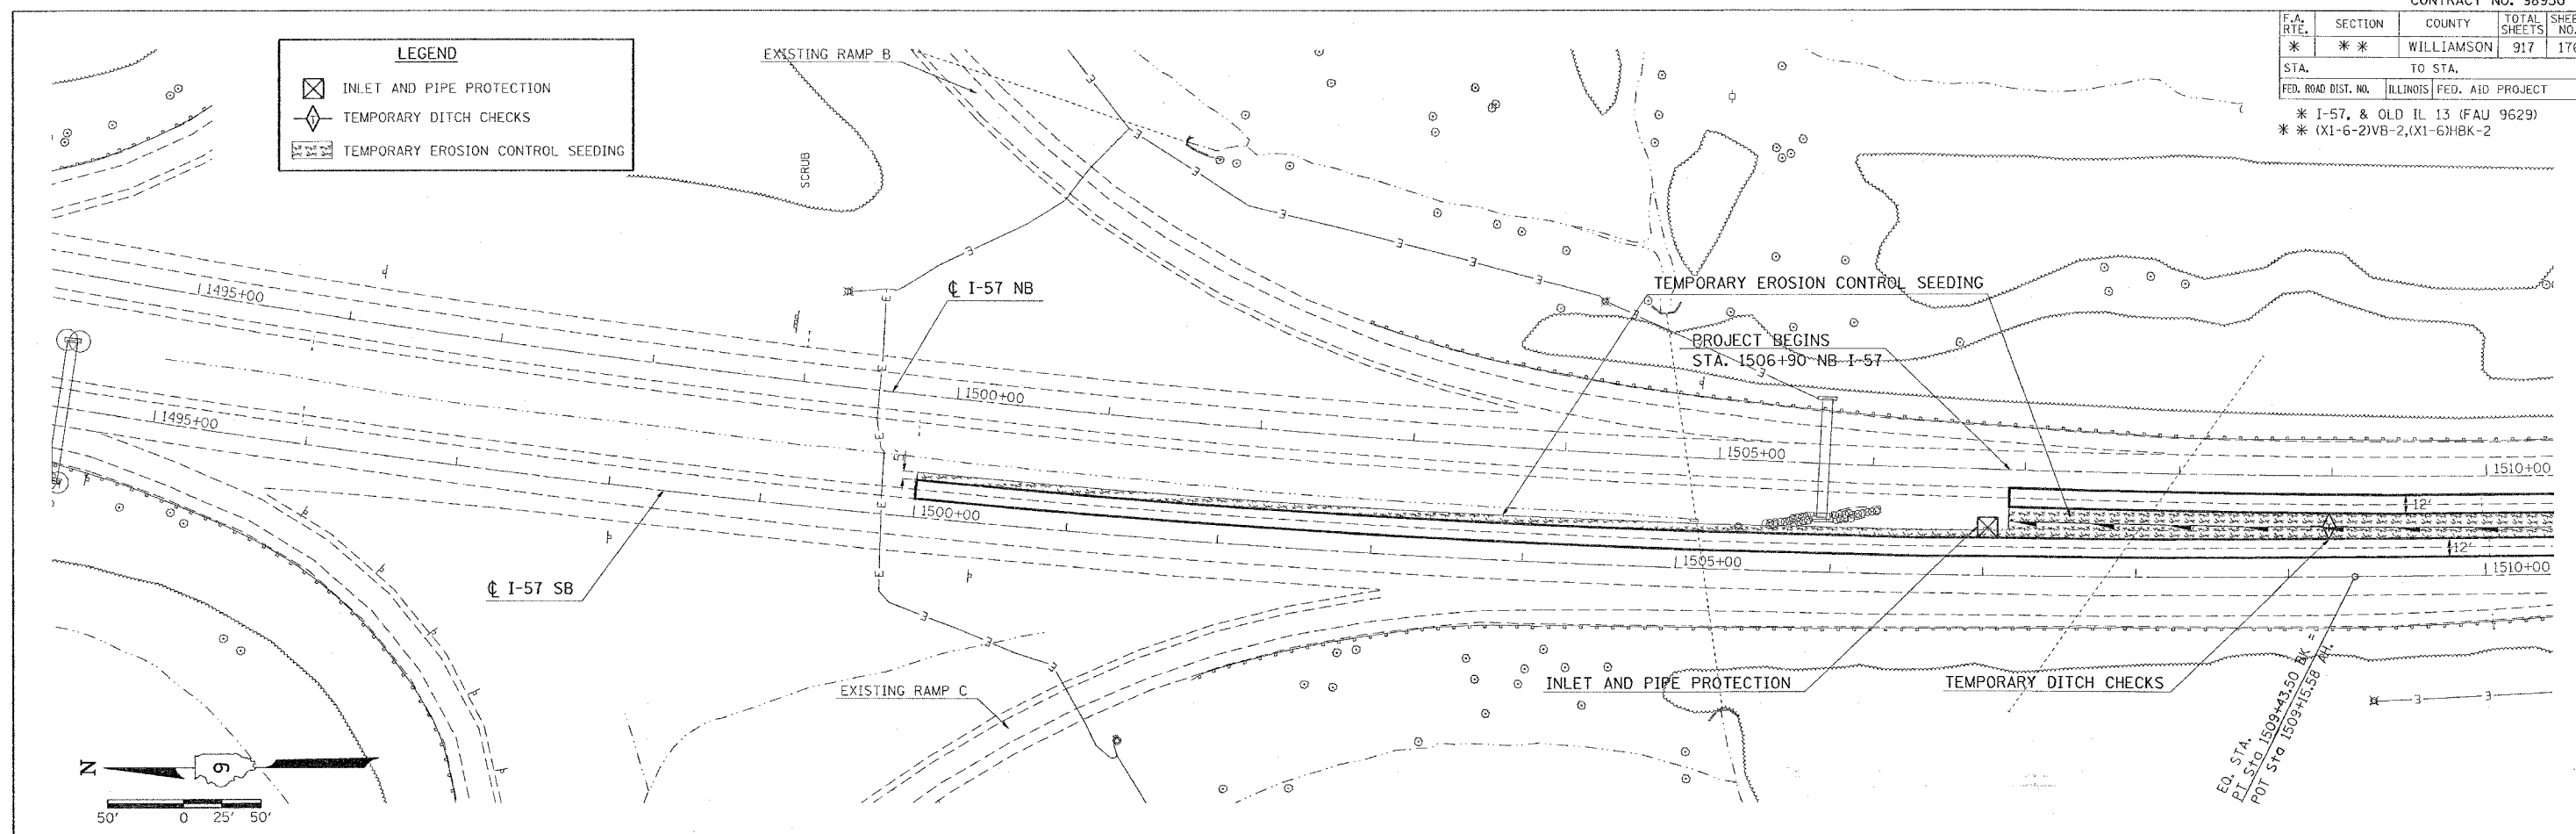 CONTRACT NO. 98930
F.A. RTE. SECTION COUNTY TOTAL SHEETS
* * * WILLIAMSON 917 176
STA. TO STA.
FED. ROAD DIST. NO. ILLINOIS FED. AID PROJECT
* I-57, & OLD IL 13 (FAU 9629)
* * (X1-6-2)VB-2,(X1-6)HBK-2
LEGEND
INLET AND PIPE PROTECTION
TEMPORARY DITCH CHECKS
TEMPORARY EROSION CONTROL SEEDING
EXISTING RAMP B
SCRUB
1495+00
℄ I-57 NB
TEMPORARY EROSION CONTROL SEEDING
PROJECT BEGINS
STA. 1506+90 NB I-57
1500+00
1495+00
1505+00
1510+00
5'
1500+00
12'
12'
1505+00
1510+00
℄ I-57 SB
EXISTING RAMP C
INLET AND PIPE PROTECTION
TEMPORARY DITCH CHECKS
EQ. STA.
PT Sta 1509+43.50 BK =
POT Sta 1509+15.58 AH.
N
9
50' 0 25' 50'